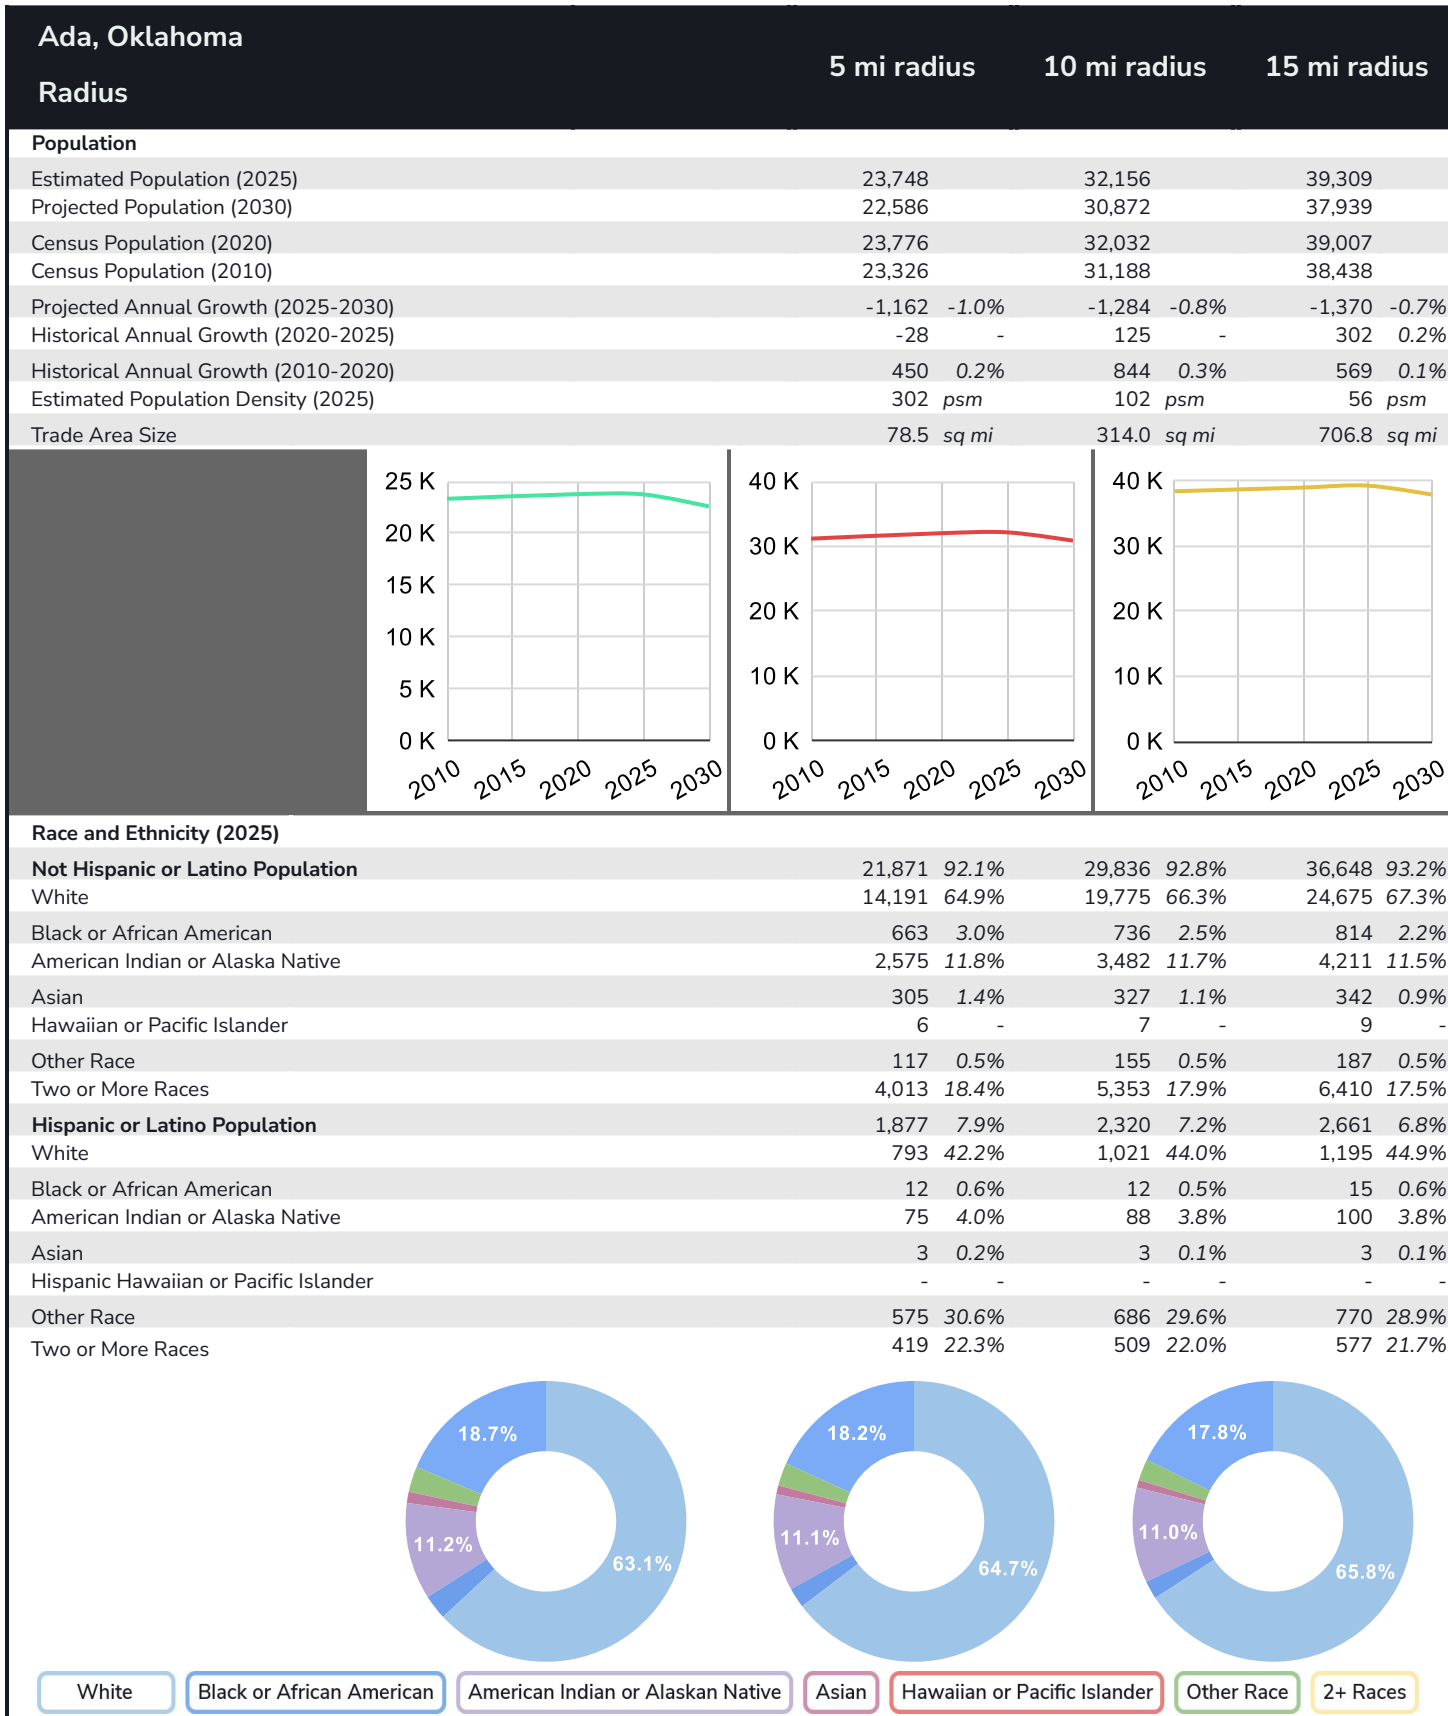 Ada, Oklahoma
Radius
5 mi radius 10 mi radius 15 mi radius
Population
Estimated Population (2025) 23,748 32,156 39,309
Projected Population (2030) 22,586 30,872 37,939
Census Population (2020) 23,776 32,032 39,007
Census Population (2010) 23,326 31,188 38,438
Projected Annual Growth (2025-2030) -1,162 -1.0% -1,284 -0.8% -1,370 -0.7%
Historical Annual Growth (2020-2025) -28 - 125 - 302 0.2%
Historical Annual Growth (2010-2020) 450 0.2% 844 0.3% 569 0.1%
Estimated Population Density (2025) 302 psm 102 psm 56 psm
Trade Area Size 78.5 sq mi 314.0 sq mi 706.8 sq mi
25 K
20 K
15 K
10 K
5 K
0 K
2010 2015 2020 2025 2030
40 K
30 K
20 K
10 K
0 K
2010 2015 2020 2025 2030
40 K
30 K
20 K
10 K
0 K
2010 2015 2020 2025 2030
Race and Ethnicity (2025)
Not Hispanic or Latino Population 21,871 92.1% 29,836 92.8% 36,648 93.2%
White 14,191 64.9% 19,775 66.3% 24,675 67.3%
Black or African American 663 3.0% 736 2.5% 814 2.2%
American Indian or Alaska Native 2,575 11.8% 3,482 11.7% 4,211 11.5%
Asian 305 1.4% 327 1.1% 342 0.9%
Hawaiian or Pacific Islander 6 - 7 - 9 -
Other Race 117 0.5% 155 0.5% 187 0.5%
Two or More Races 4,013 18.4% 5,353 17.9% 6,410 17.5%
Hispanic or Latino Population 1,877 7.9% 2,320 7.2% 2,661 6.8%
White 793 42.2% 1,021 44.0% 1,195 44.9%
Black or African American 12 0.6% 12 0.5% 15 0.6%
American Indian or Alaska Native 75 4.0% 88 3.8% 100 3.8%
Asian 3 0.2% 3 0.1% 3 0.1%
Hispanic Hawaiian or Pacific Islander - - - - - -
Other Race 575 30.6% 686 29.6% 770 28.9%
Two or More Races 419 22.3% 509 22.0% 577 21.7%
18.7%
11.2%
63.1%
18.2%
11.1%
64.7%
17.8%
11.0%
65.8%
White Black or African American American Indian or Alaskan Native Asian Hawaiian or Pacific Islander Other Race 2+ Races